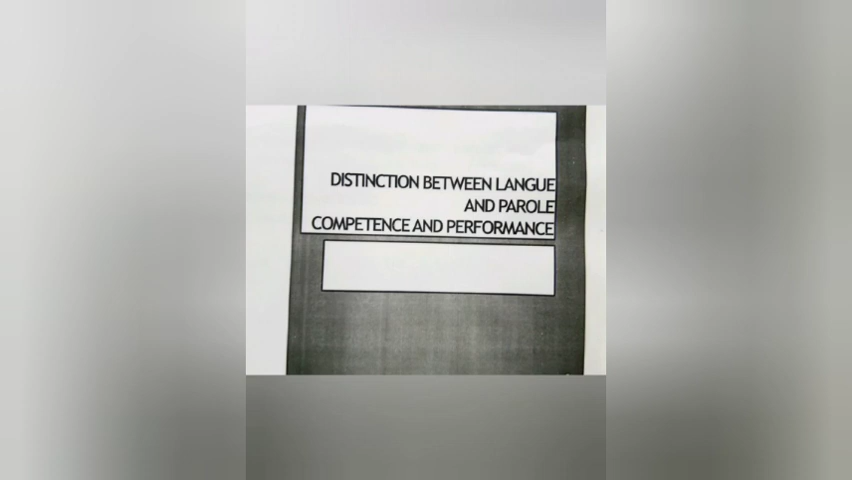 DISTINCTION BETWEEN LANGUE
AND PAROLE
COMPETENCE AND PERFORMANCE